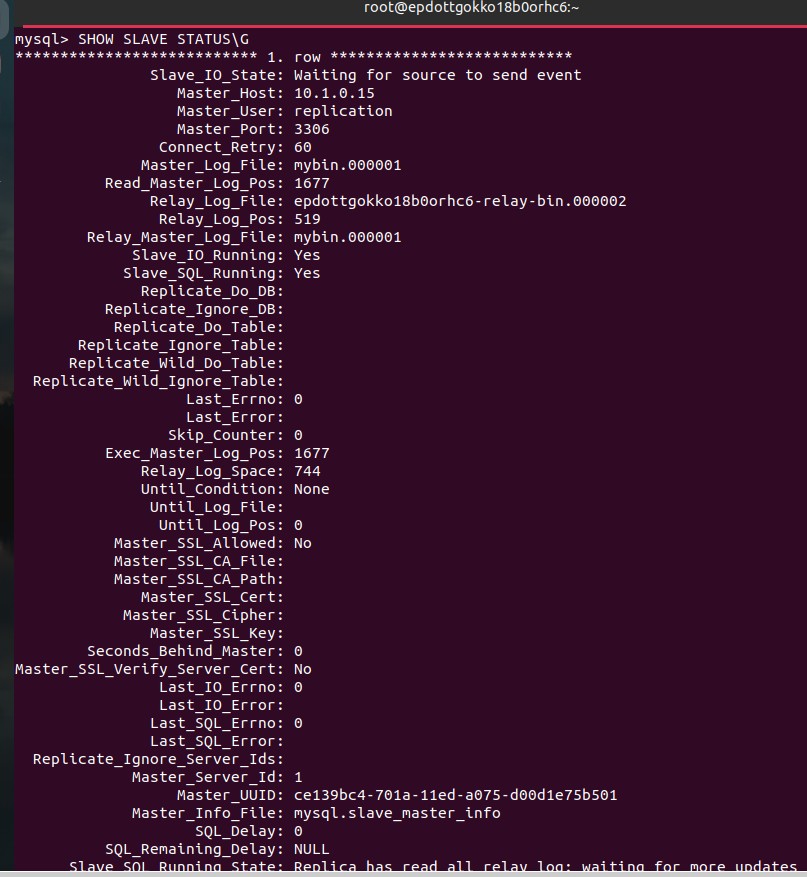 root@epdottgokko18b0orhc6:~
mysql> SHOW SLAVE STATUS\G
*************************** 1. row ***************************
Slave_IO_State: Waiting for source to send event
Master_Host: 10.1.0.15
Master_User: replication
Master_Port: 3306
Connect_Retry: 60
Master_Log_File: mybin.000001
Read_Master_Log_Pos: 1677
Relay_Log_File: epdottgokko18b0orhc6-relay-bin.000002
Relay_Log_Pos: 519
Relay_Master_Log_File: mybin.000001
Slave_IO_Running: Yes
Slave_SQL_Running: Yes
Replicate_Do_DB:
Replicate_Ignore_DB:
Replicate_Do_Table:
Replicate_Ignore_Table:
Replicate_Wild_Do_Table:
Replicate_Wild_Ignore_Table:
Last_Errno: 0
Last_Error:
Skip_Counter: 0
Exec_Master_Log_Pos: 1677
Relay_Log_Space: 744
Until_Condition: None
Until_Log_File:
Until_Log_Pos: 0
Master_SSL_Allowed: No
Master_SSL_CA_File:
Master_SSL_CA_Path:
Master_SSL_Cert:
Master_SSL_Cipher:
Master_SSL_Key:
Seconds_Behind_Master: 0
Master_SSL_Verify_Server_Cert: No
Last_IO_Errno: 0
Last_IO_Error:
Last_SQL_Errno: 0
Last_SQL_Error:
Replicate_Ignore_Server_Ids:
Master_Server_Id: 1
Master_UUID: ce139bc4-701a-11ed-a075-d00d1e75b501
Master_Info_File: mysql.slave_master_info
SQL_Delay: 0
SQL_Remaining_Delay: NULL
Slave_SQL_Running_State: Replica has read all relay log; waiting for more updates